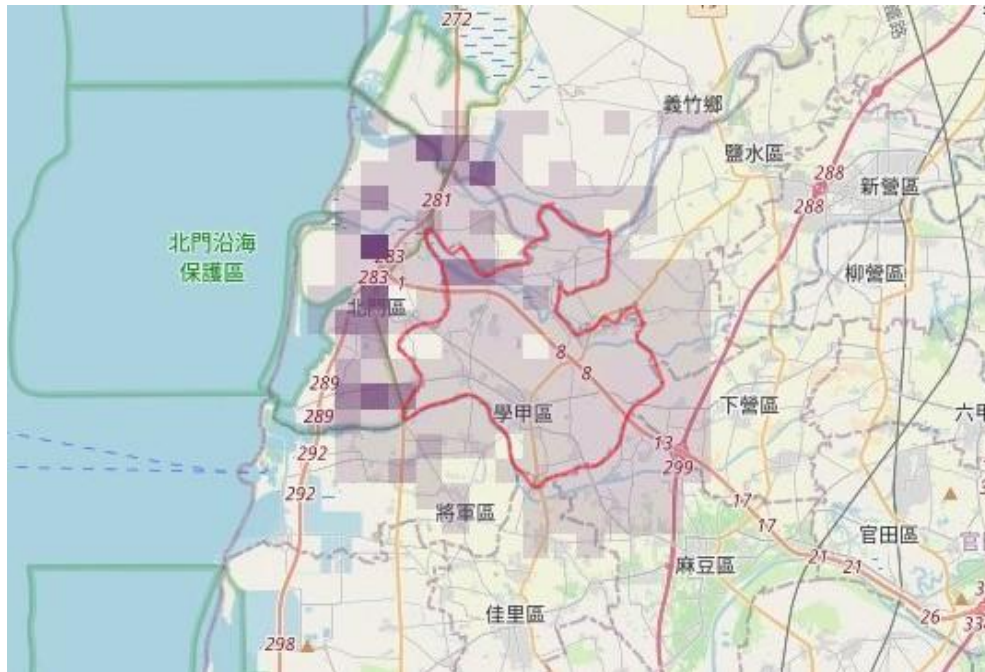 272
義竹鄉
鹽水區
288
新營區
288
281
北門沿海
保護區
283
283
1
柳營區
北門區
8
8
289
289
學甲區
下營區
13
299
292
292
17
17
將軍區
官田區
麻豆區
21
21
佳里區
26
298